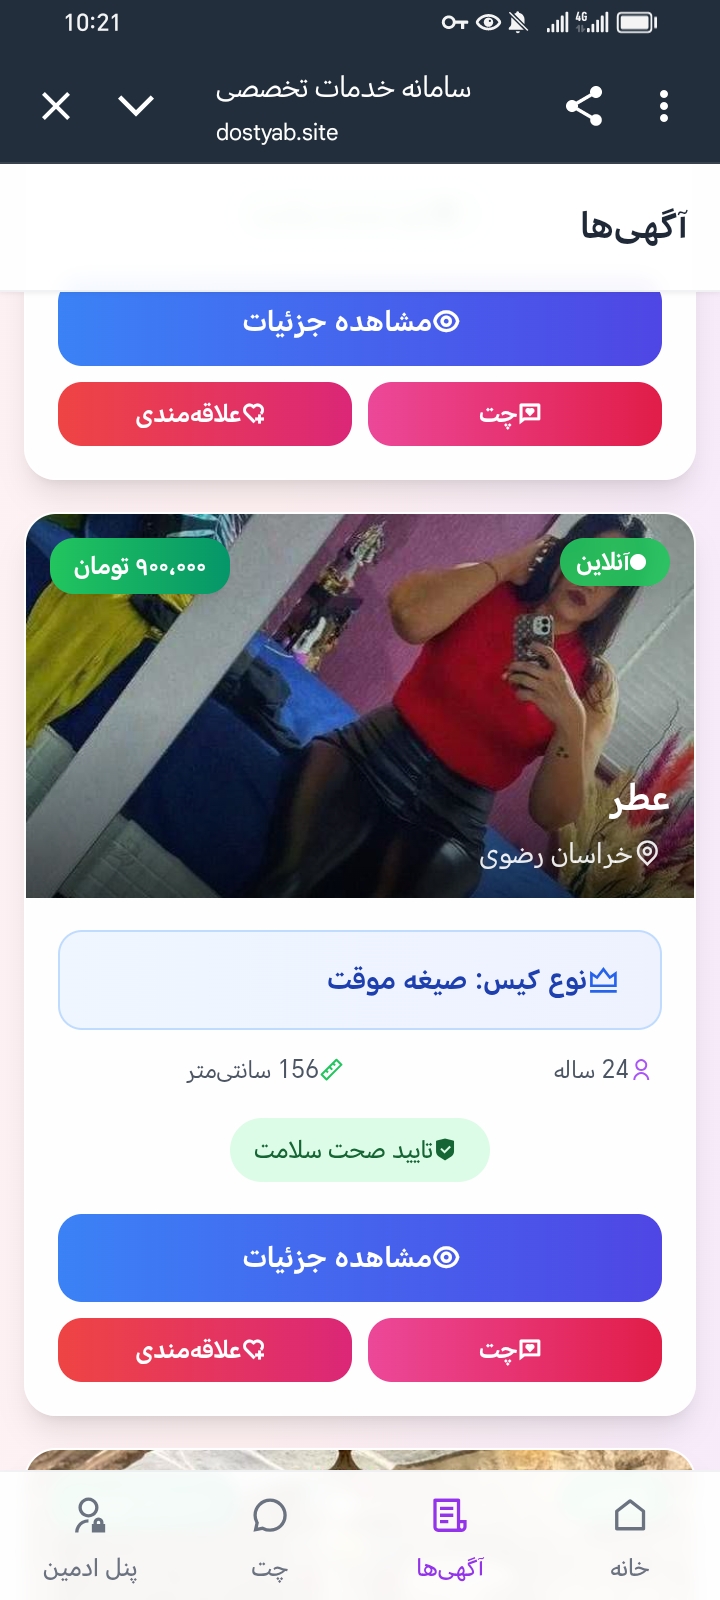 10:21
4G
سامانه خدمات تخصصی
dostyab.site
آگهی‌ها
مشاهده جزئیات
چت
علاقه‌مندی
آنلاین
۹۰۰,۰۰۰ تومان
عطر
خراسان رضوی
نوع کیس: صیغه موقت
24 ساله
156 سانتی‌متر
تایید صحت سلامت
مشاهده جزئیات
چت
علاقه‌مندی
خانه
آگهی‌ها
چت
پنل ادمین